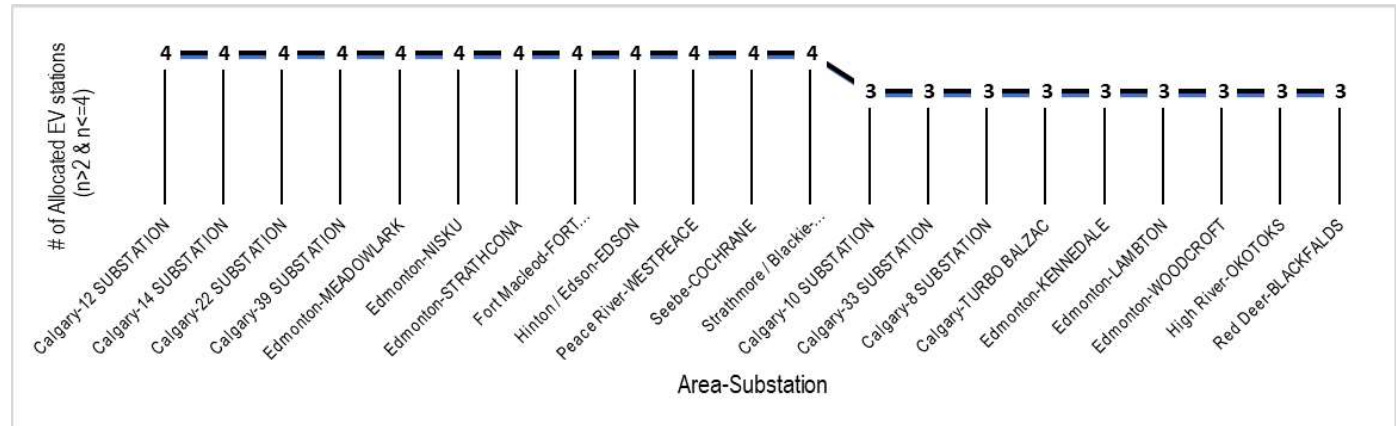 # of Allocated EV stations
(n>2 & n<=4)
4 4 4 4 4 4 4 4 4 4 4 4
3 3 3 3 3 3 3 3 3
Calgary-12 SUBSTATION
Calgary-14 SUBSTATION
Calgary-22 SUBSTATION
Calgary-39 SUBSTATION
Edmonton-MEADOWLARK
Edmonton-NISKU
Edmonton-STRATHCONA
Fort Macleod-FORT...
Hinton / Edson-EDSON
Peace River-WESTPEACE
Seebe-COCHRANE
Strathmore / Blackie-...
Calgary-10 SUBSTATION
Calgary-33 SUBSTATION
Calgary-8 SUBSTATION
Calgary-TURBO BALZAC
Edmonton-KENNEDALE
Edmonton-LAMBTON
Edmonton-WOODCROFT
High River-OKOTOKS
Red Deer-BLACKFALDS
Area-Substation